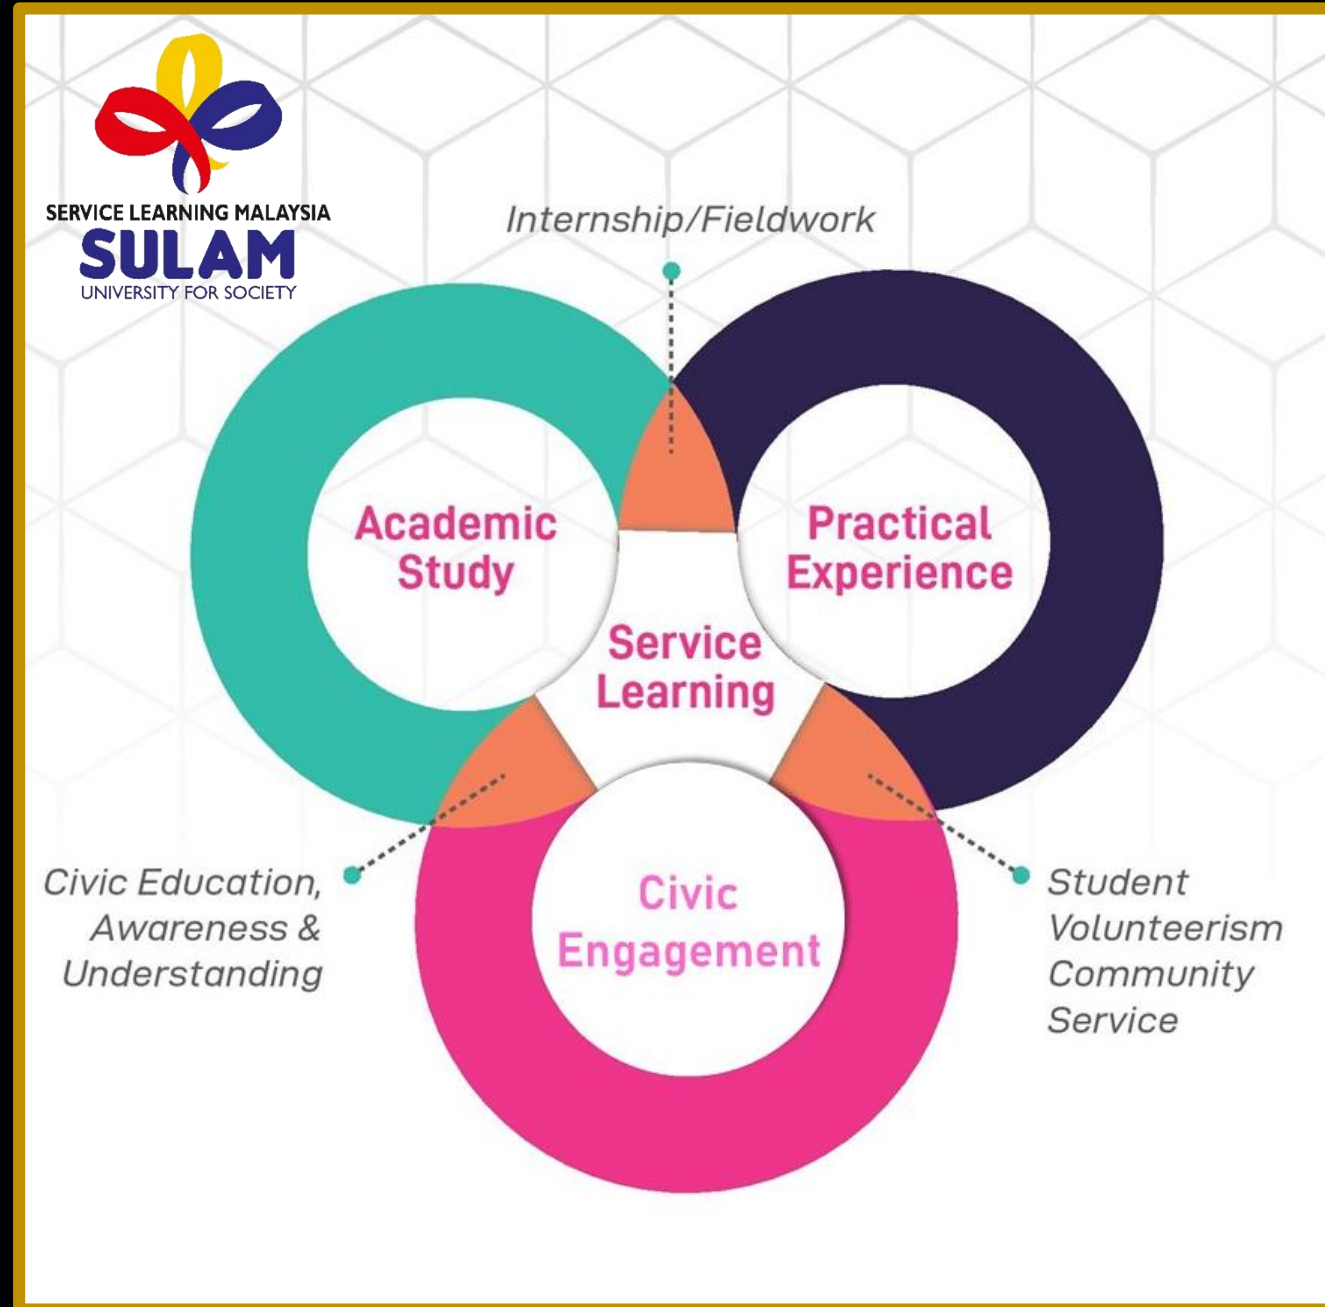 SERVICE LEARNING MALAYSIA
SULAM
UNIVERSITY FOR SOCIETY
Internship/Fieldwork
Academic
Study
Practical
Experience
Service
Learning
Civic Education,
Awareness &
Understanding
Civic
Engagement
Student
Volunteerism
Community
Service